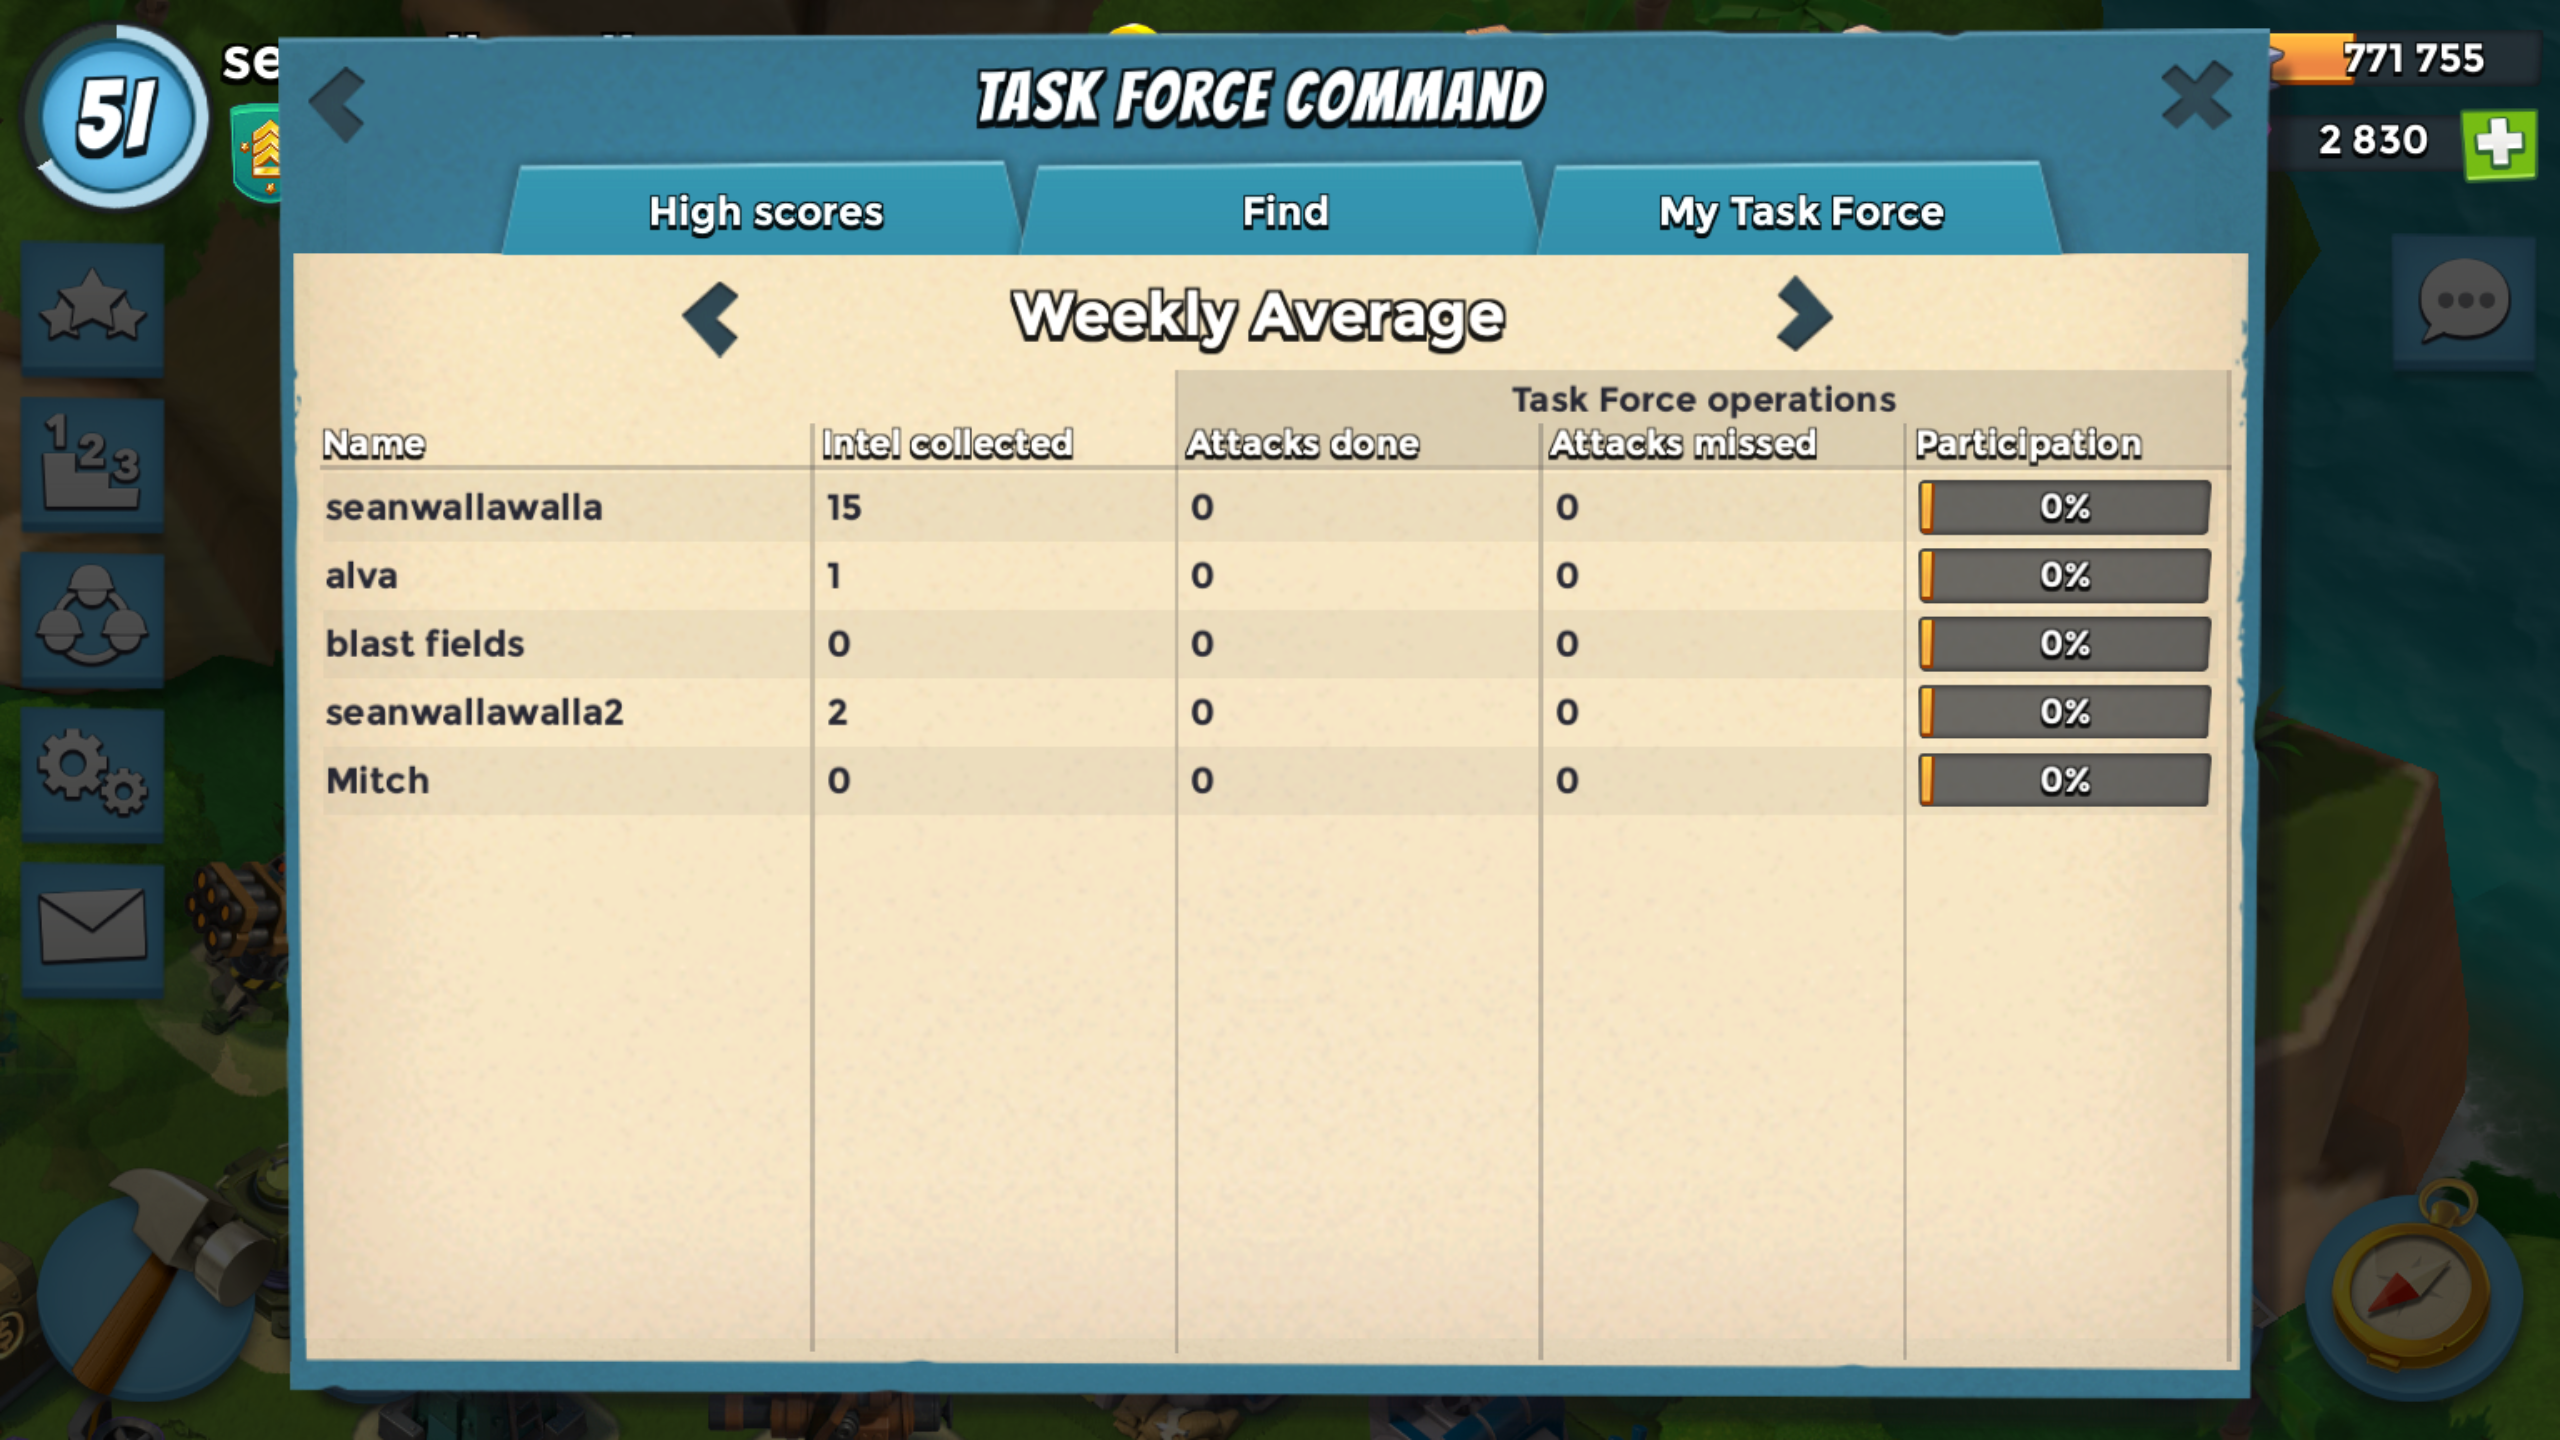 51
se
771 755
2 830
TASK FORCE COMMAND
High scores
Find
My Task Force
Weekly Average
Task Force operations
Name Intel collected Attacks done Attacks missed Participation
seanwallawalla 15 0 0 0%
alva 1 0 0 0%
blast fields 0 0 0 0%
seanwallawalla2 2 0 0 0%
Mitch 0 0 0 0%
1 2 3